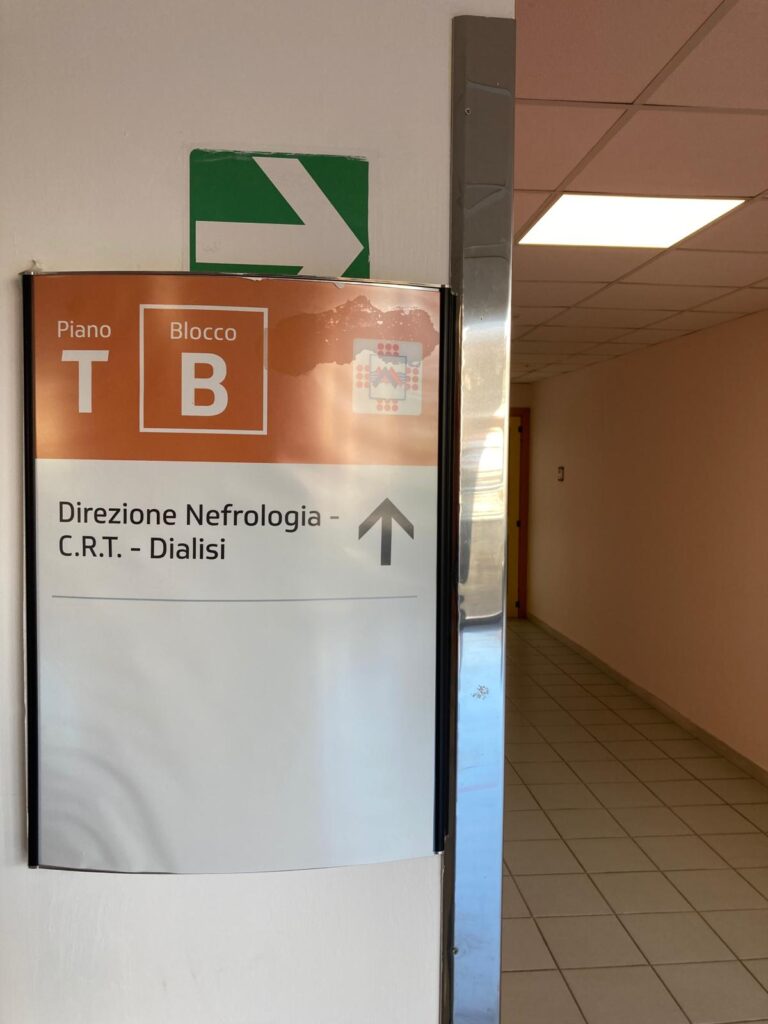 Piano
T
Blocco
B
Direzione Nefrologia -
C.R.T. - Dialisi